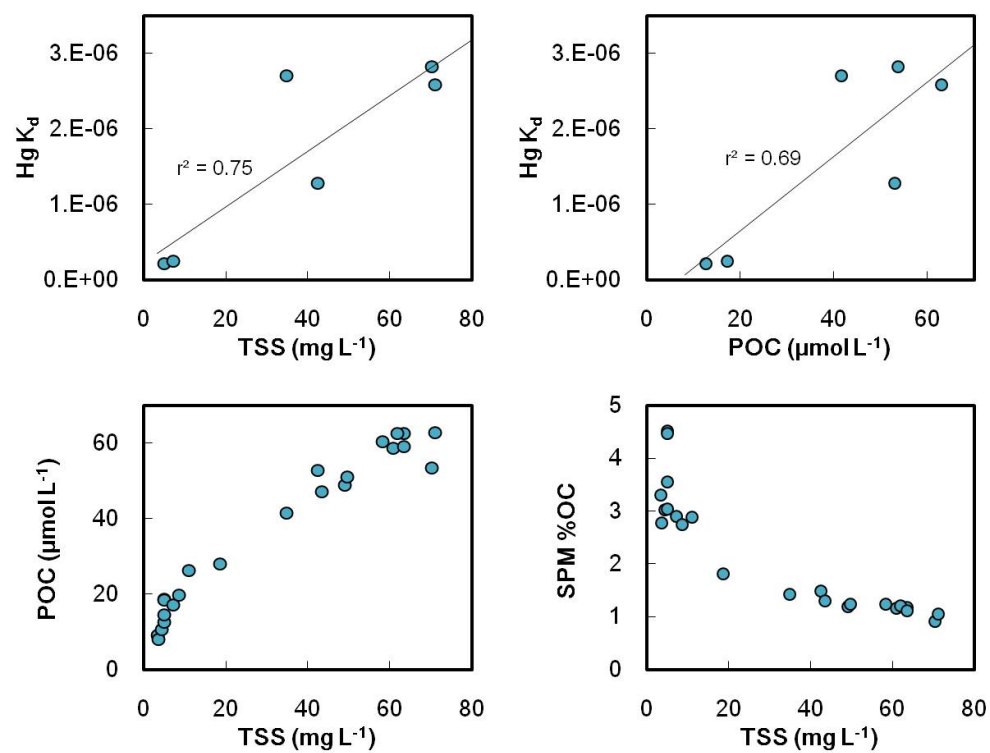 3.E-06
2.E-06
1.E-06
0.E+00
Hg Kd
r² = 0.75
0 20 40 60 80
TSS (mg L-1)
3.E-06
2.E-06
1.E-06
0.E+00
Hg Kd
r² = 0.69
0 20 40 60
POC (µmol L-1)
60
40
20
0
POC (µmol L-1)
0 20 40 60 80
TSS (mg L-1)
5
4
3
2
1
0
SPM %OC
0 20 40 60 80
TSS (mg L-1)